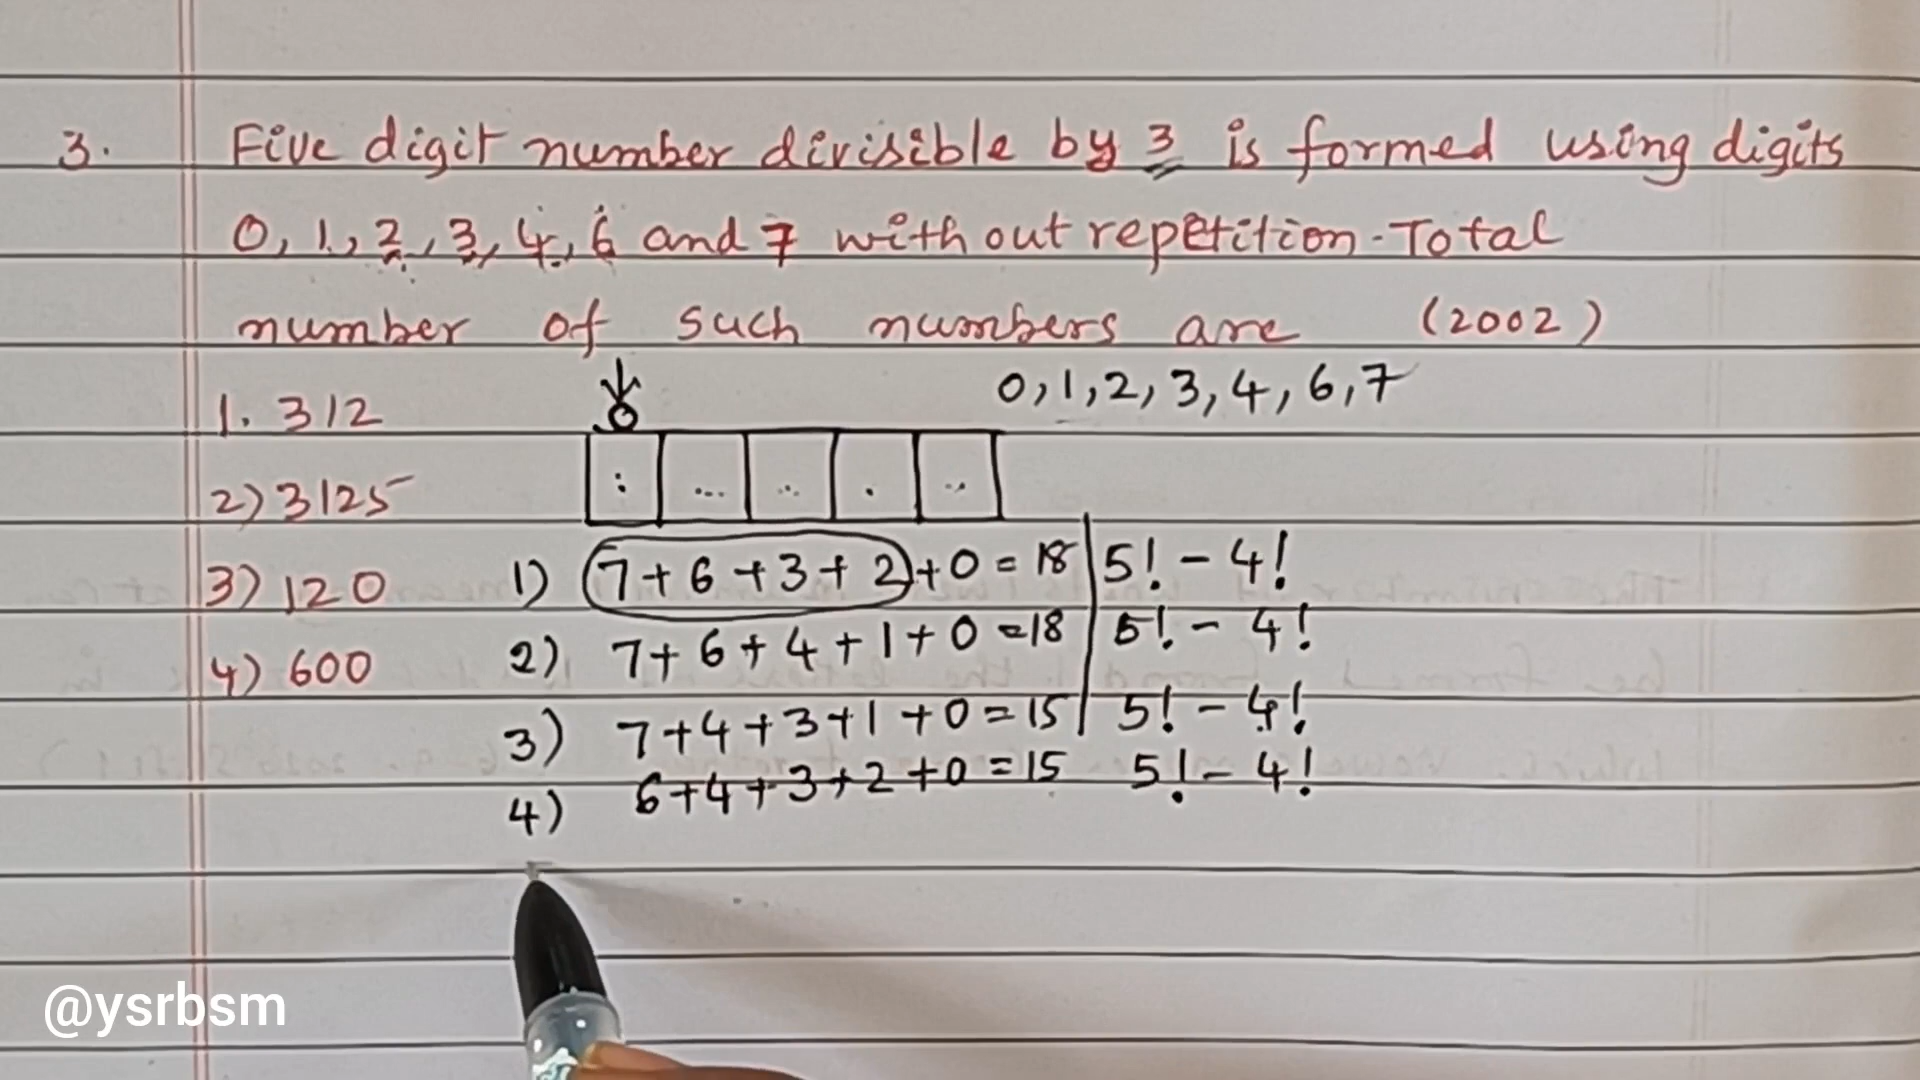 3. Five digit number divisible by 3 is formed using digits
0, 1, 2, 3, 4, 6 and 7 without repetition. Total
number of such numbers are (2002)
0, 1, 2, 3, 4, 6, 7
1. 312
0
2) 3125
3) 120
1) 7+6+3+2+0=18 5!-4!
4) 600
2) 7+6+4+1+0=18 5!-4!
3) 7+4+3+1+0=15 5!-4!
4) 6+4+3+2+0=15 5!-4!
@ysrbsm